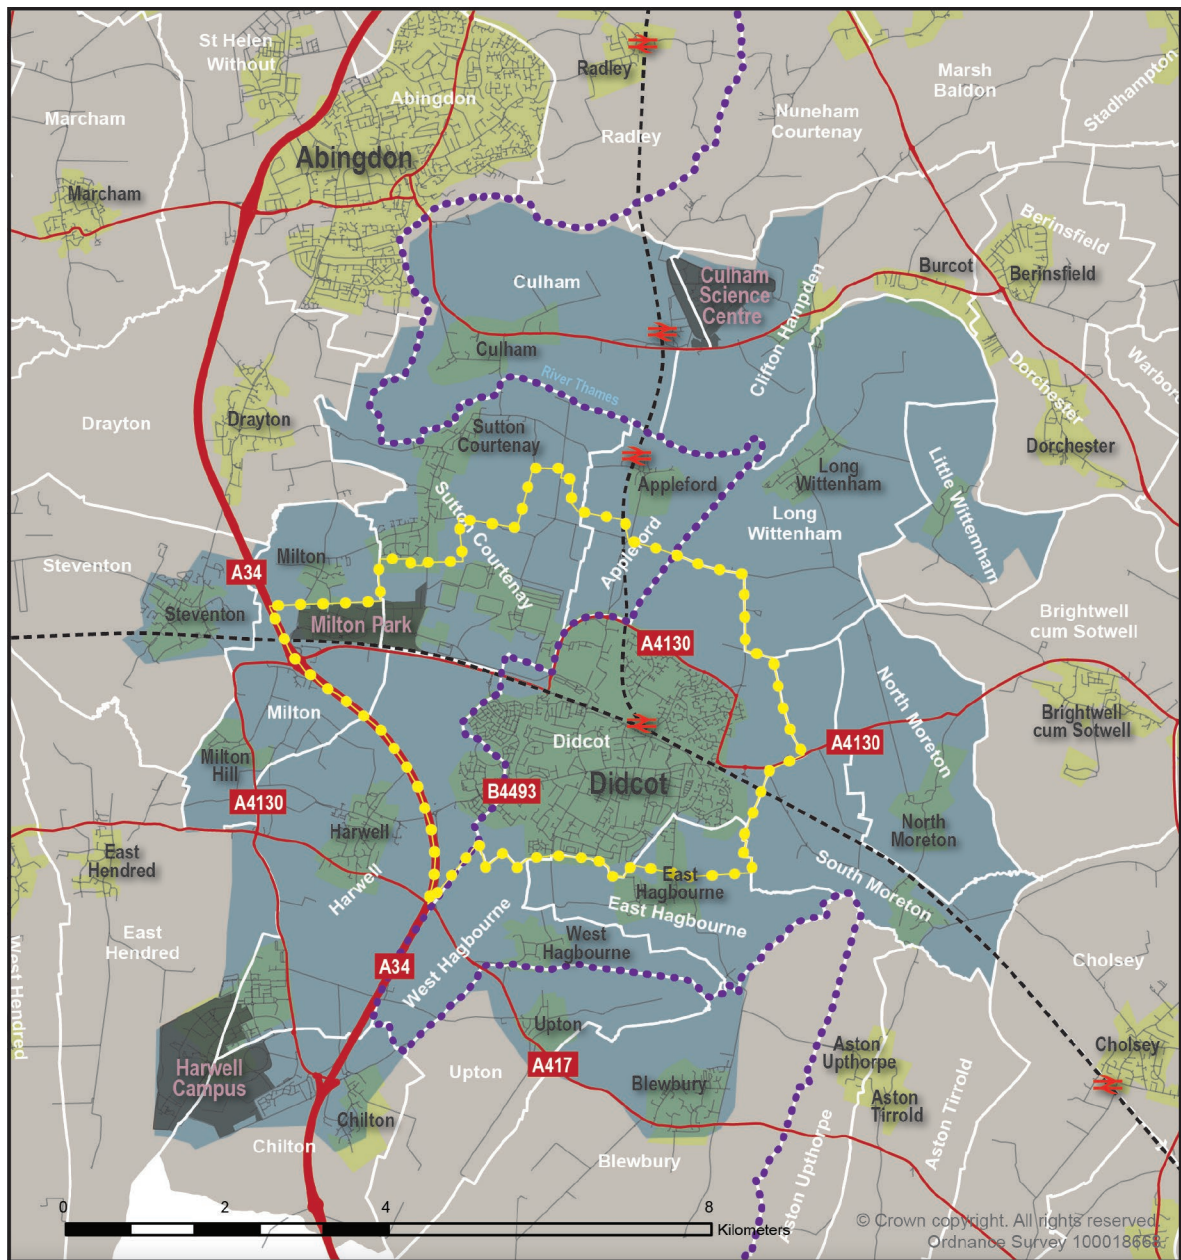 St Helen
Without
Abingdon
Radley
Marsh
Baldon
Stadhampton
Marcham
Nuneham
Courtenay
Radley
Abingdon
Marcham
Berinsfield
Burcot
Berinsfield
Culham
Culham
Science
Centre
Clifton Hampden
Culham
River Thames
Warboro
Dorchester
Drayton
Drayton
Sutton
Courtenay
Dorchester
Long
Wittenham
Little Wittemham
Appleford
Sutton Courtenay
Long
Wittenham
Appleford
Milton
Steventon
A34
Steventon
Milton Park
Brightwell
cum Sotwell
A4130
North Moreton
Milton
Brightwell
cum Sotwell
Didcot
A4130
Milton
Hill
Didcot
B4493
A4130
Harwell
North
Moreton
East
Hendred
Harwell
South Moreton
East
Hagbourne
East Hagbourne
West Hagbourne
West
Hagbourne
East
Hendred
West Hendred
A34
Cholsey
Upton
Harwell
Campus
Upton
A417
Aston
Upthorpe
Cholsey
Blewbury
Aston
Tirrold
Chilton
Aston Tirrold
Chilton
Blewbury
Aston Upthorpe
0
2
4
8
Kilometers
© Crown copyright. All rights reserved.
Ordnance Survey 100018668.